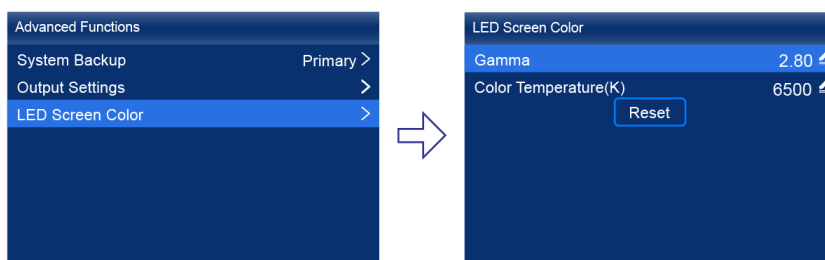 Advanced Functions
System Backup Primary >
Output Settings >
LED Screen Color >
LED Screen Color
Gamma 2.80
Color Temperature(K) 6500
Reset